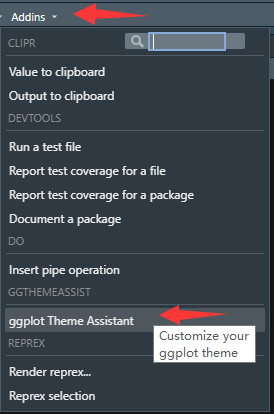 Addins
CLIPR
Value to clipboard
Output to clipboard
DEVTOOLS
Run a test file
Report test coverage for a file
Report test coverage for a package
Document a package
DO
Insert pipe operation
GGTHEMEASSIST
ggplot Theme Assistant
Customize your
ggplot theme
REPREX
Render reprex...
Reprex selection